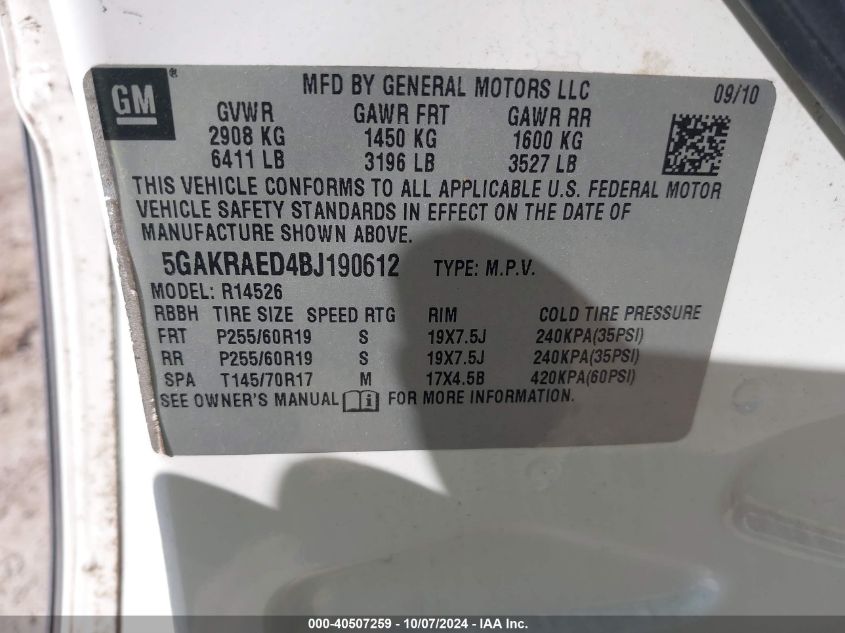 GM®
MFD BY GENERAL MOTORS LLC 09/10
GVWR GAWR FRT GAWR RR
2908 KG 1450 KG 1600 KG
6411 LB 3196 LB 3527 LB
THIS VEHICLE CONFORMS TO ALL APPLICABLE U.S. FEDERAL MOTOR
VEHICLE SAFETY STANDARDS IN EFFECT ON THE DATE OF
MANUFACTURE SHOWN ABOVE.
5GAKRAED4BJ190612 TYPE: M.P.V.
MODEL: R14526
RBBH TIRE SIZE SPEED RTG RIM COLD TIRE PRESSURE
FRT P255/60R19 S 19X7.5J 240KPA(35PSI)
RR P255/60R19 S 19X7.5J 240KPA(35PSI)
SPA T145/70R17 M 17X4.5B 420KPA(60PSI)
SEE OWNER'S MANUAL i FOR MORE INFORMATION.
000-40507259 - 10/07/2024 - IAA Inc.